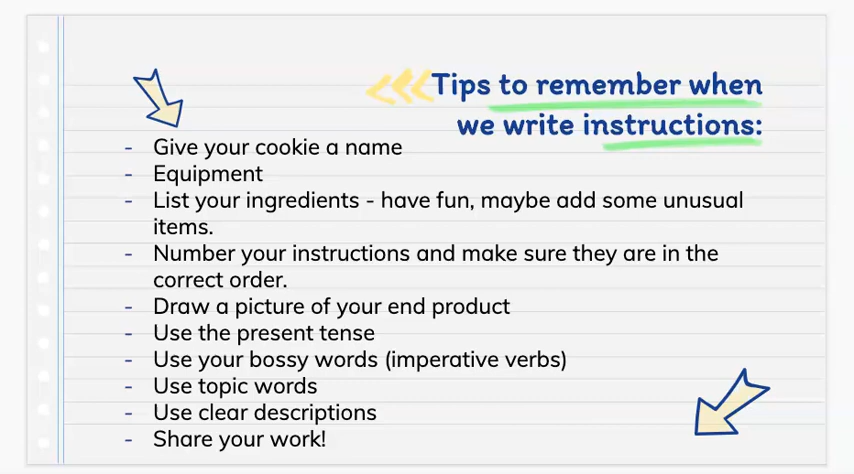 Tips to remember when
we write instructions:
- Give your cookie a name
- Equipment
- List your ingredients - have fun, maybe add some unusual
items.
- Number your instructions and make sure they are in the
correct order.
- Draw a picture of your end product
- Use the present tense
- Use your bossy words (imperative verbs)
- Use topic words
- Use clear descriptions
- Share your work!